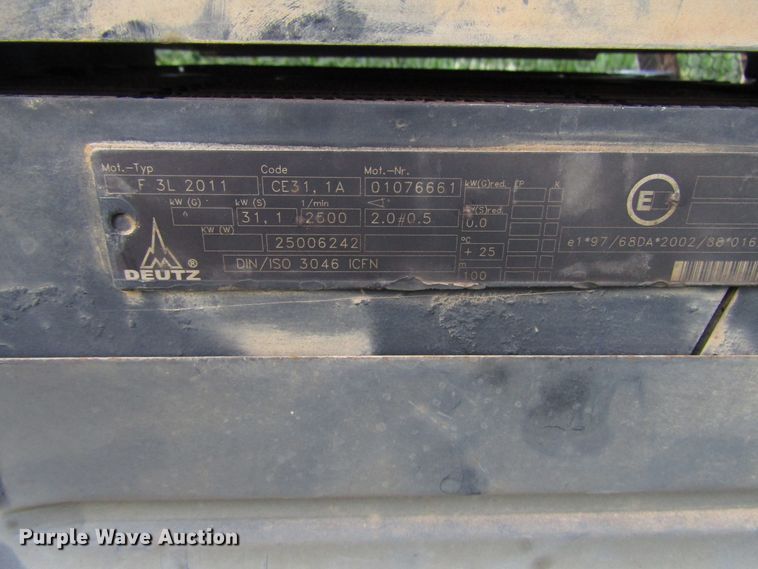 Mot.-Typ Code Mot.-Nr. kW(G)red. EP K
F 3L 2011 CE31, 1A 01076661
kW (G) kW (S) 1/min (S)red.
31, 1 2500 2.0#0.5 0.0
kW (W) 25006242 °C + 25
DEUTZ ® DIN/ISO 3046 ICFN m 100
E
e1*97/68DA*2002/88*016
Purple Wave Auction